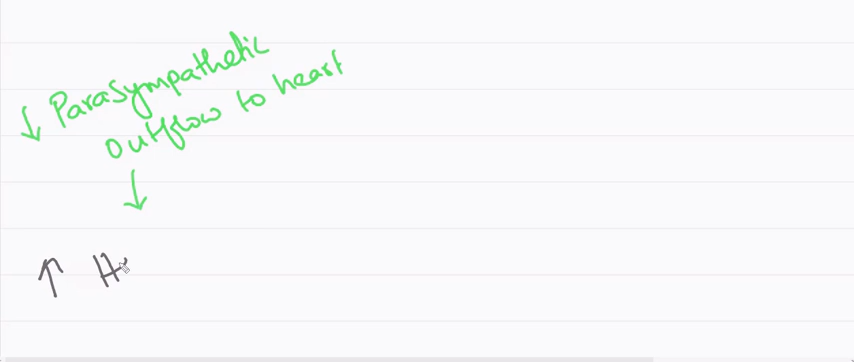 ↓ Parasympathetic
outflow to heart
↓
↑ H